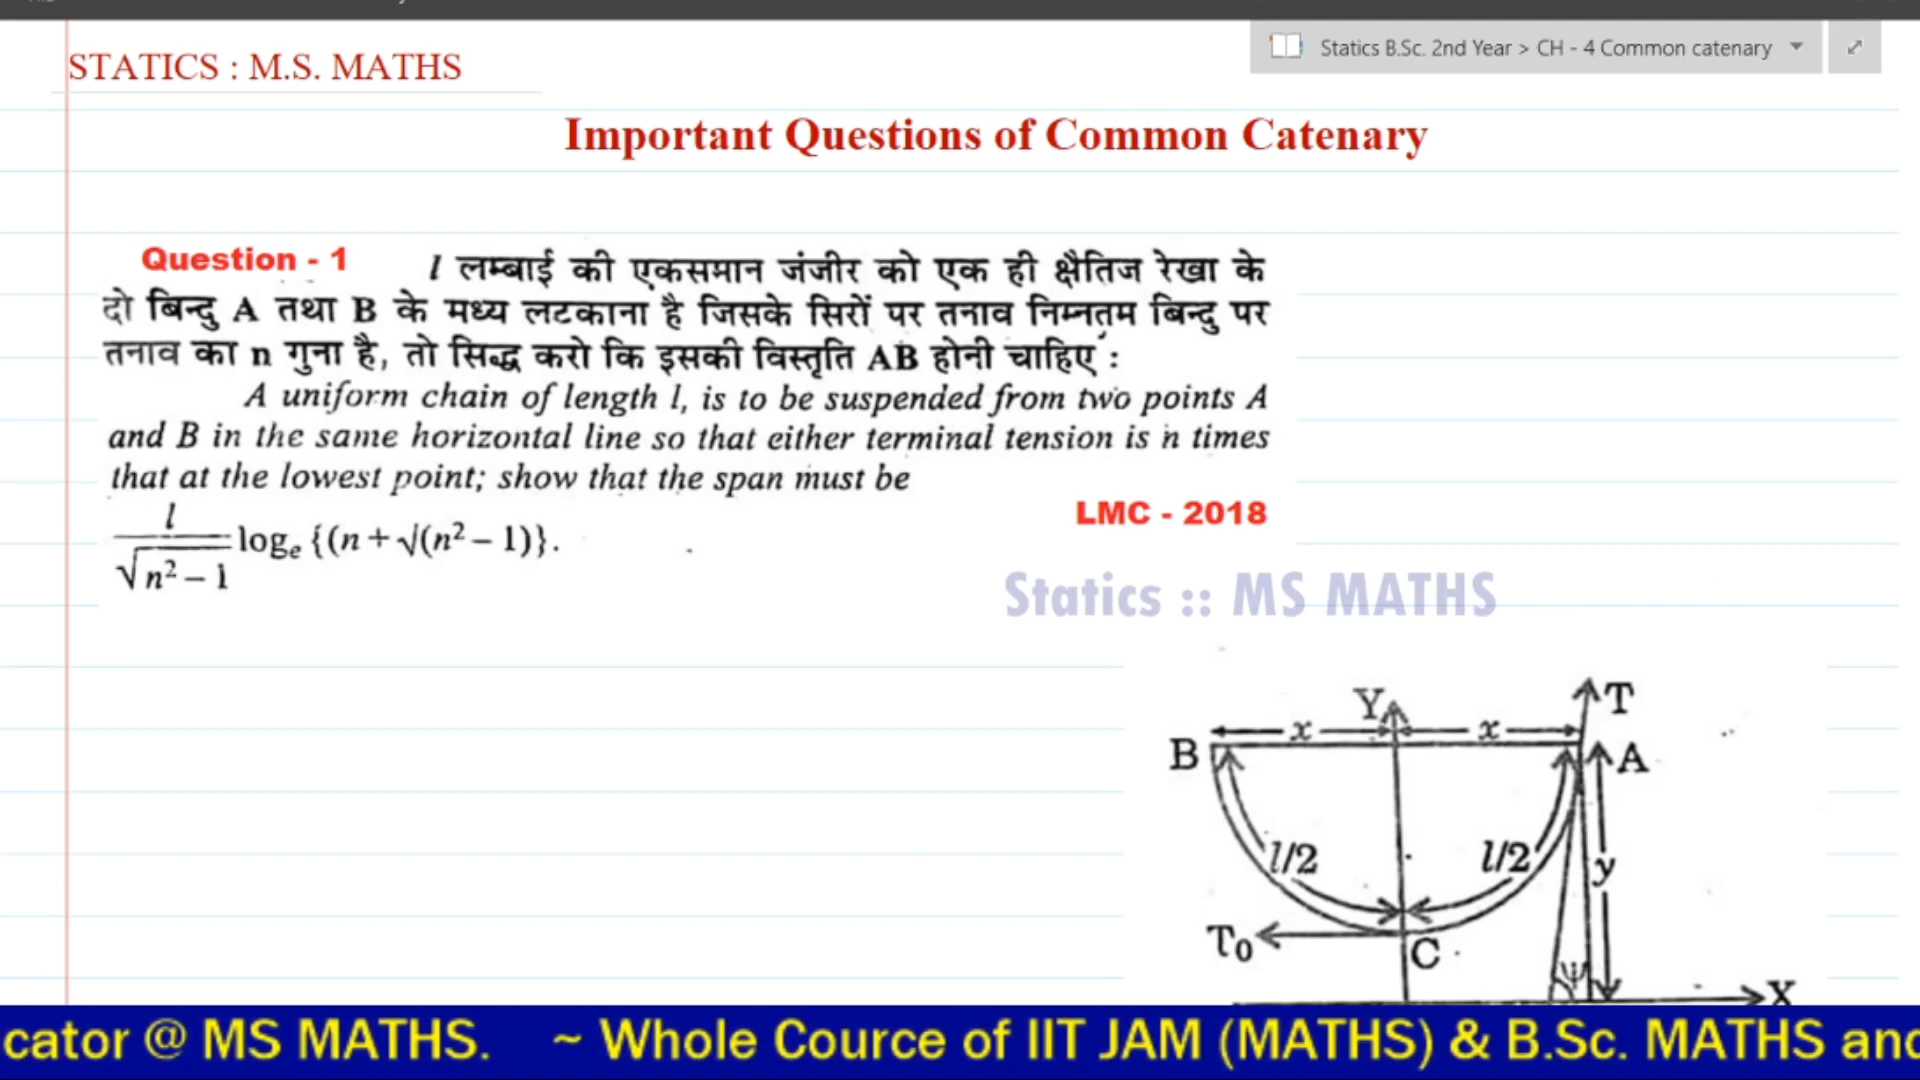 STATICS : M.S. MATHS
Statics B.Sc. 2nd Year > CH - 4 Common catenary
Important Questions of Common Catenary
Question - 1 l लम्बाई की एकसमान जंजीर को एक ही क्षैतिज रेखा के
दो बिन्दु A तथा B के मध्य लटकाना है जिसके सिरों पर तनाव निम्नतम बिन्दु पर
तनाव का n गुना है, तो सिद्ध करो कि इसकी विस्तृति AB होनी चाहिए :
A uniform chain of length l, is to be suspended from two points A
and B in the same horizontal line so that either terminal tension is n times
that at the lowest point; show that the span must be
LMC - 2018
l/√n² – 1 logₑ {(n + √(n² – 1)}.
Statics :: MS MATHS
Y T
x x
B A
l/2 l/2 y
T₀ C
Ψ
X
cator @ MS MATHS. ~ Whole Cource of IIT JAM (MATHS) & B.Sc. MATHS and